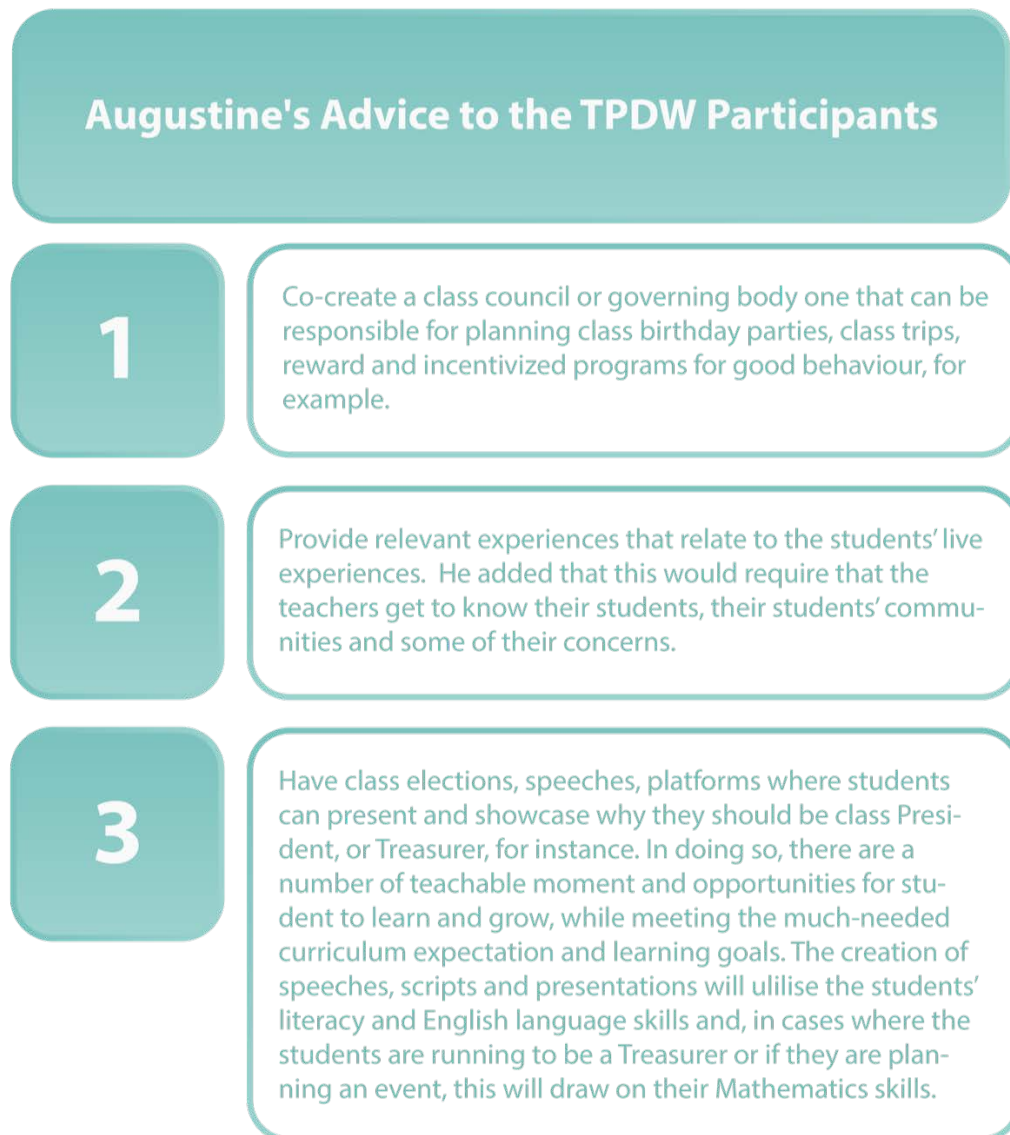 Augustine's Advice to the TPDW Participants
1
Co-create a class council or governing body one that can be
responsible for planning class birthday parties, class trips,
reward and incentivized programs for good behaviour, for
example.
2
Provide relevant experiences that relate to the students’ live
experiences.  He added that this would require that the
teachers get to know their students, their students’ commu-
nities and some of their concerns.
3
Have class elections, speeches, platforms where students
can present and showcase why they should be class Presi-
dent, or Treasurer, for instance. In doing so, there are a
number of teachable moment and opportunities for stu-
dent to learn and grow, while meeting the much-needed
curriculum expectation and learning goals. The creation of
speeches, scripts and presentations will ulilise the students’
literacy and English language skills and, in cases where the
students are running to be a Treasurer or if they are plan-
ning an event, this will draw on their Mathematics skills.